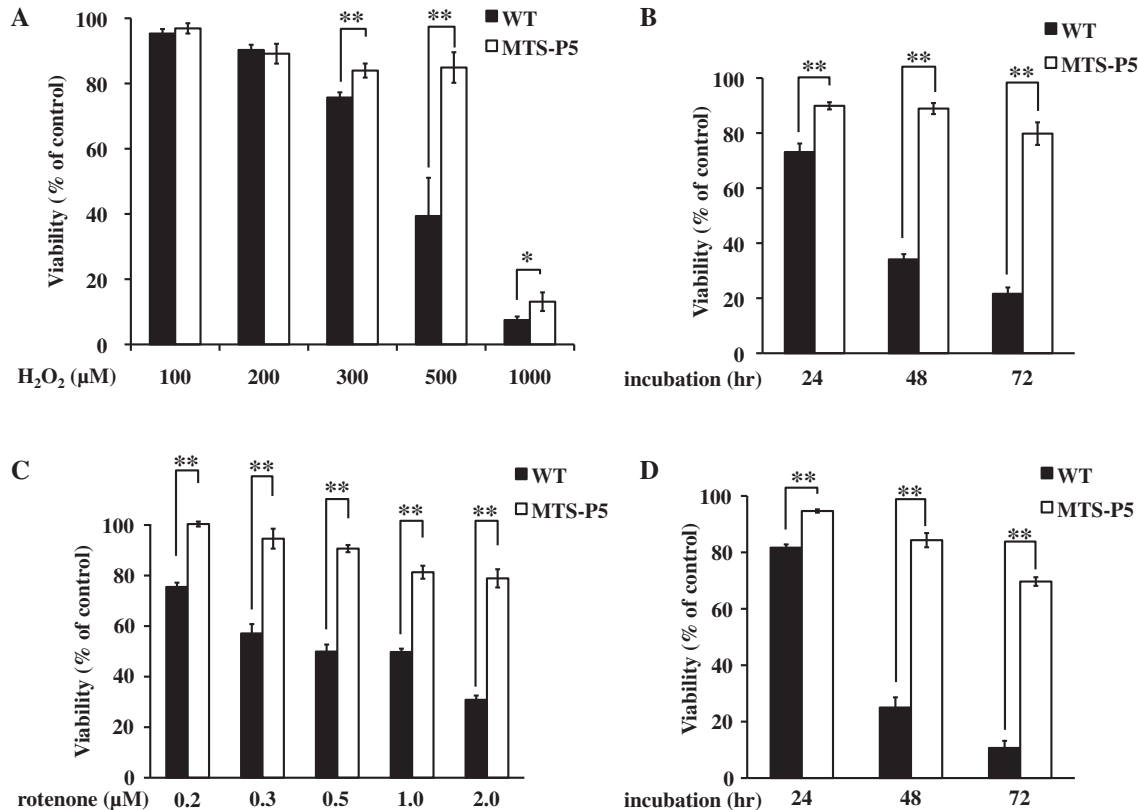 A
** **
WT
MTS-P5
100
80
60
40
20
0
*
Viability (% of control)
H₂O₂ (µM) 100 200 300 500 1000
B
WT
MTS-P5
** ** **
100
80
60
40
20
0
Viability (% of control)
incubation (hr) 24 48 72
C
WT
MTS-P5
** ** ** ** **
100
80
60
40
20
0
Viability (% of control)
rotenone (µM) 0.2 0.3 0.5 1.0 2.0
D
WT
MTS-P5
** ** **
100
80
60
40
20
0
Viability (% of control)
incubation (hr) 24 48 72